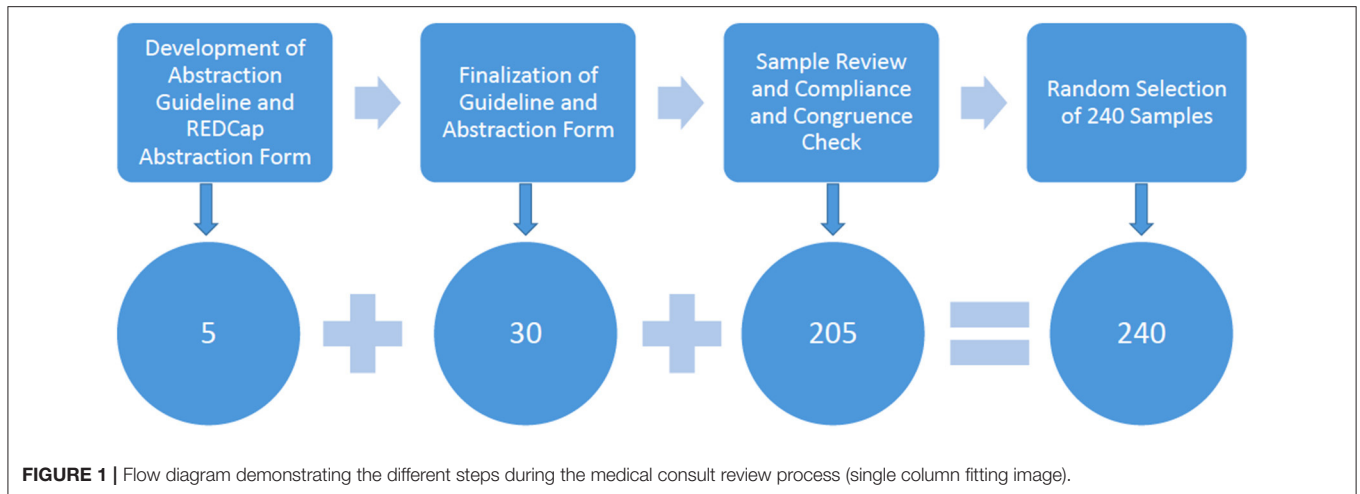 Development of
Abstraction
Guideline and
REDCap
Abstraction Form
Finalization of
Guideline and
Abstraction Form
Sample Review
and Compliance
and Congruence
Check
Random Selection
of 240 Samples
5
30
205
240
FIGURE 1 | Flow diagram demonstrating the different steps during the medical consult review process (single column fitting image).